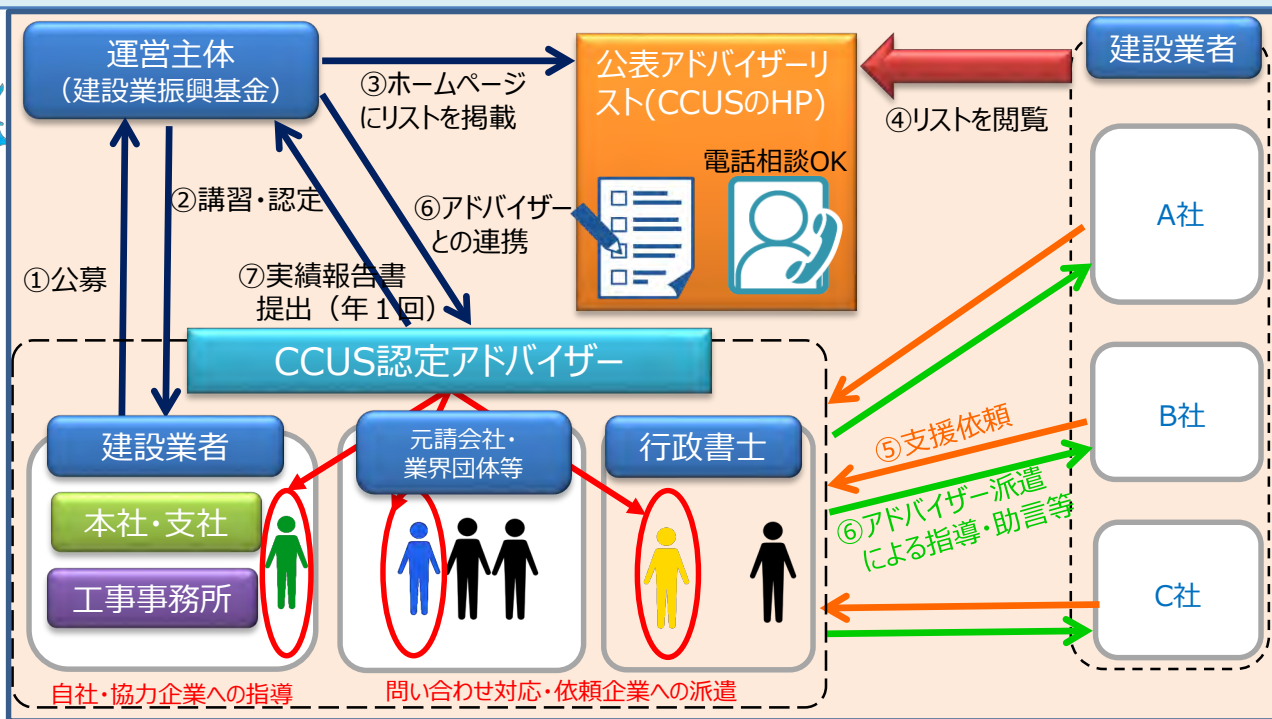 運営主体
（建設業振興基金）
③ホームページ
にリストを掲載
公表アドバイザーリ
スト(CCUSのHP)
電話相談OK
建設業者
④リストを閲覧
①公募
②講習・認定
⑥アドバイザー
との連携
⑦実績報告書
提出（年１回）
CCUS認定アドバイザー
建設業者
本社・支社
工事事務所
元請会社・
業界団体等
行政書士
自社・協力企業への指導
問い合わせ対応・依頼企業への派遣
⑤支援依頼
⑥アドバイザー派遣
による指導・助言等
A社
B社
C社